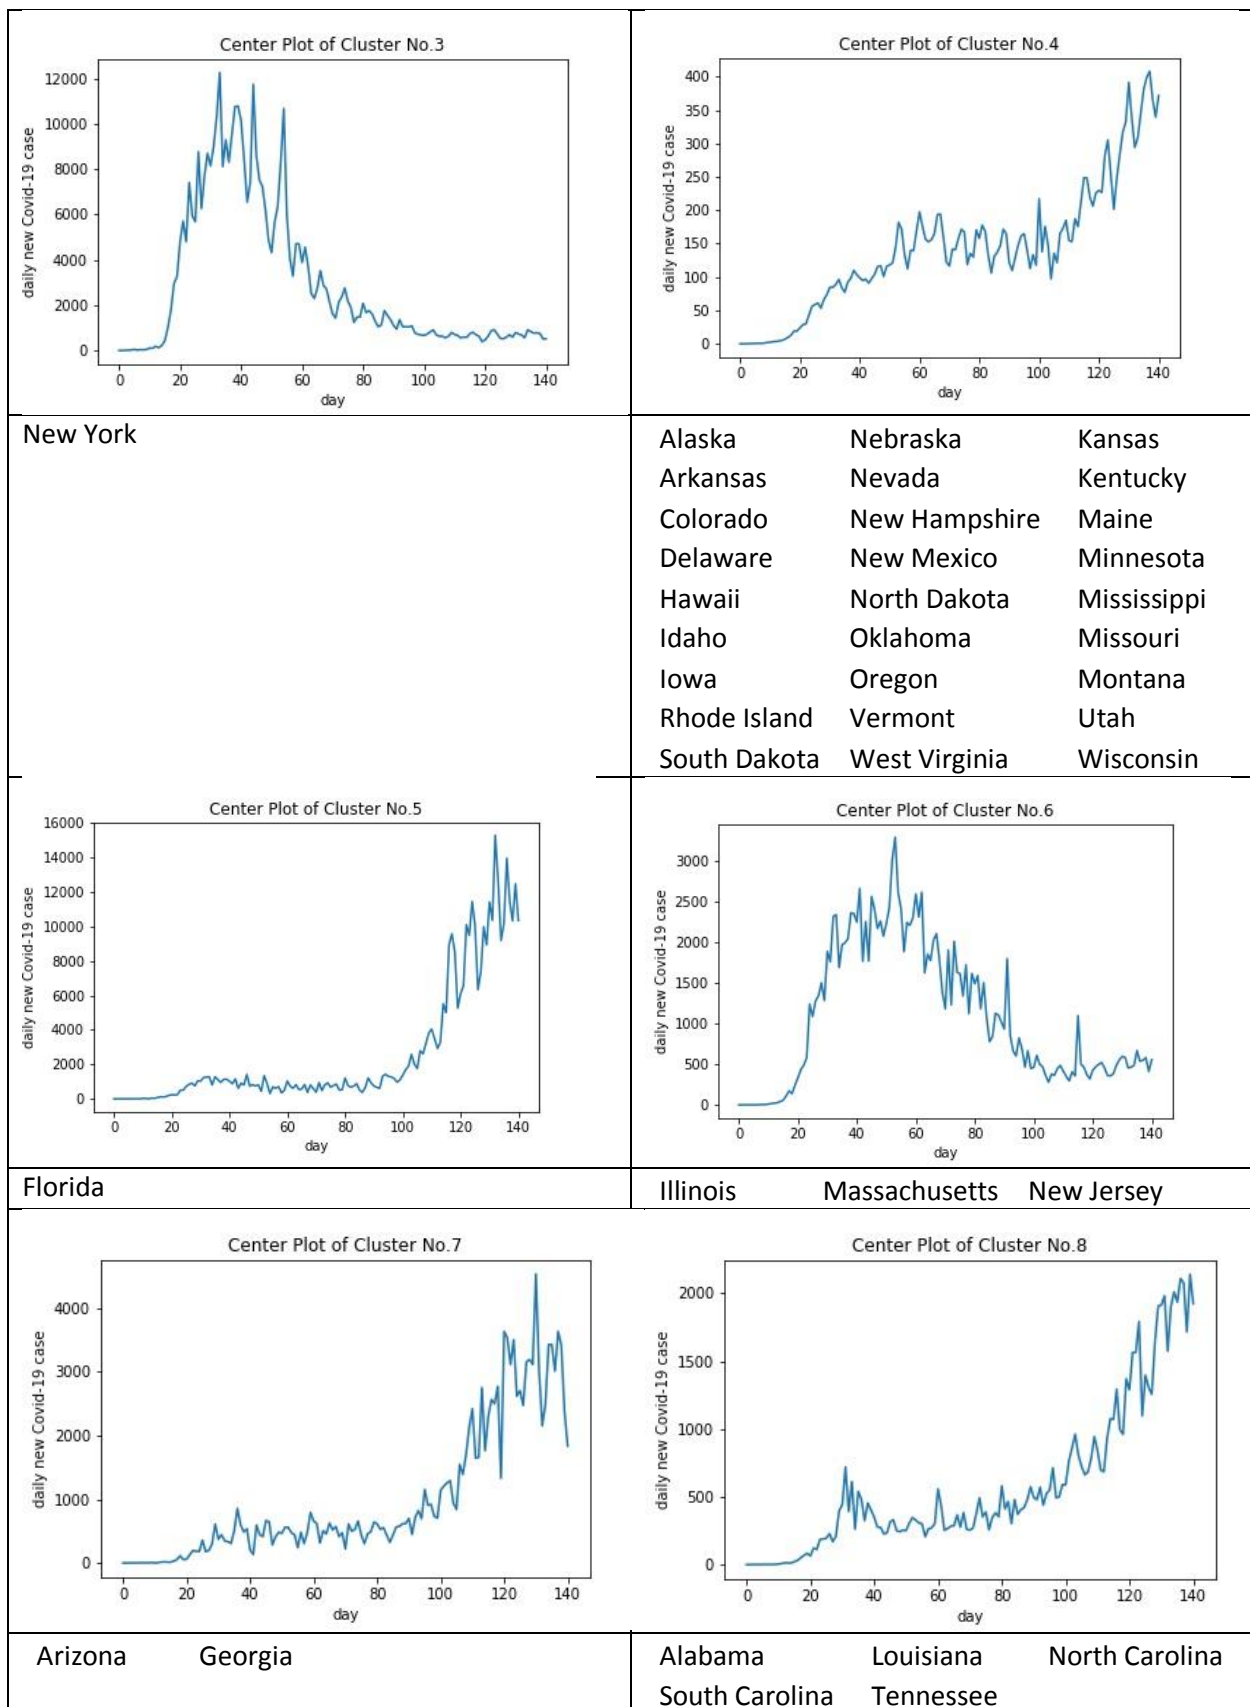 Center Plot of Cluster No.3
12000
10000
8000
6000
4000
2000
0
daily new Covid-19 case
0 20 40 60 80 100 120 140
day
Center Plot of Cluster No.4
400
350
300
250
200
150
100
50
0
daily new Covid-19 case
0 20 40 60 80 100 120 140
day
New York
Alaska Nebraska Kansas
Arkansas Nevada Kentucky
Colorado New Hampshire Maine
Delaware New Mexico Minnesota
Hawaii North Dakota Mississippi
Idaho Oklahoma Missouri
Iowa Oregon Montana
Rhode Island Vermont Utah
South Dakota West Virginia Wisconsin
Center Plot of Cluster No.5
16000
14000
12000
10000
8000
6000
4000
2000
0
daily new Covid-19 case
0 20 40 60 80 100 120 140
day
Center Plot of Cluster No.6
3000
2500
2000
1500
1000
500
0
daily new Covid-19 case
0 20 40 60 80 100 120 140
day
Florida
Illinois Massachusetts New Jersey
Center Plot of Cluster No.7
4000
3000
2000
1000
0
daily new Covid-19 case
0 20 40 60 80 100 120 140
day
Center Plot of Cluster No.8
2000
1500
1000
500
0
daily new Covid-19 case
0 20 40 60 80 100 120 140
day
Arizona Georgia
Alabama Louisiana North Carolina
South Carolina Tennessee